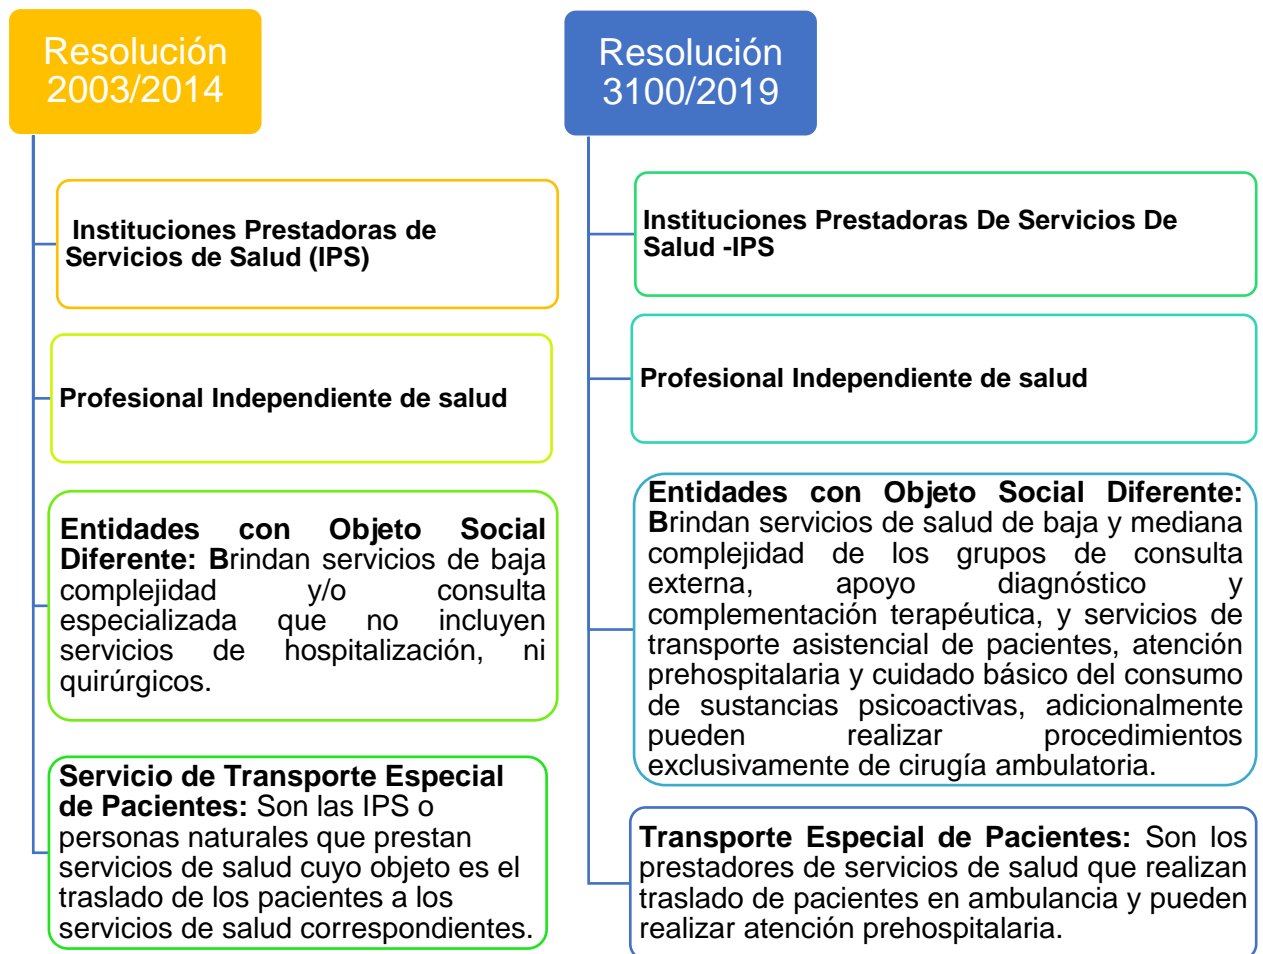 Resolución
2003/2014
Instituciones Prestadoras de
Servicios de Salud (IPS)
Profesional Independiente de salud
Entidades con Objeto Social
Diferente: Brindan servicios de baja
complejidad y/o consulta
especializada que no incluyen
servicios de hospitalización, ni
quirúrgicos.
Servicio de Transporte Especial
de Pacientes: Son las IPS o
personas naturales que prestan
servicios de salud cuyo objeto es el
traslado de los pacientes a los
servicios de salud correspondientes.
Resolución
3100/2019
Instituciones Prestadoras De Servicios De
Salud -IPS
Profesional Independiente de salud
Entidades con Objeto Social Diferente:
Brindan servicios de salud de baja y mediana
complejidad de los grupos de consulta
externa, apoyo diagnóstico y
complementación terapéutica, y servicios de
transporte asistencial de pacientes, atención
prehospitalaria y cuidado básico del consumo
de sustancias psicoactivas, adicionalmente
pueden realizar procedimientos
exclusivamente de cirugía ambulatoria.
Transporte Especial de Pacientes: Son los
prestadores de servicios de salud que realizan
traslado de pacientes en ambulancia y pueden
realizar atención prehospitalaria.